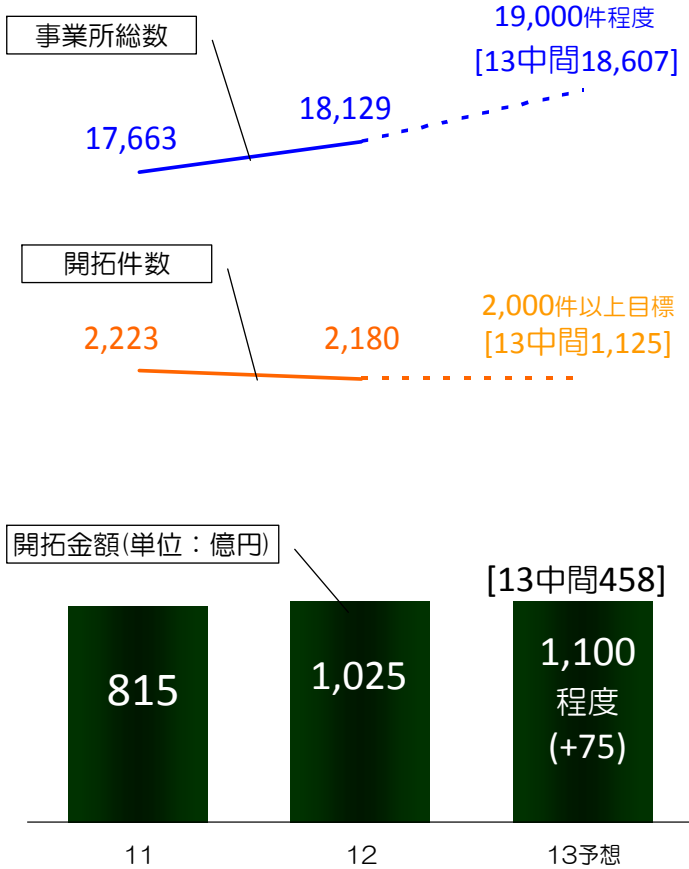 19,000件程度
事業所総数
[13中間18,607]
17,663
18,129
開拓件数
2,000件以上目標
2,223
2,180
[13中間1,125]
開拓金額(単位：億円)
[13中間458]
815
1,025
1,100
程度
(+75)
11
12
13予想